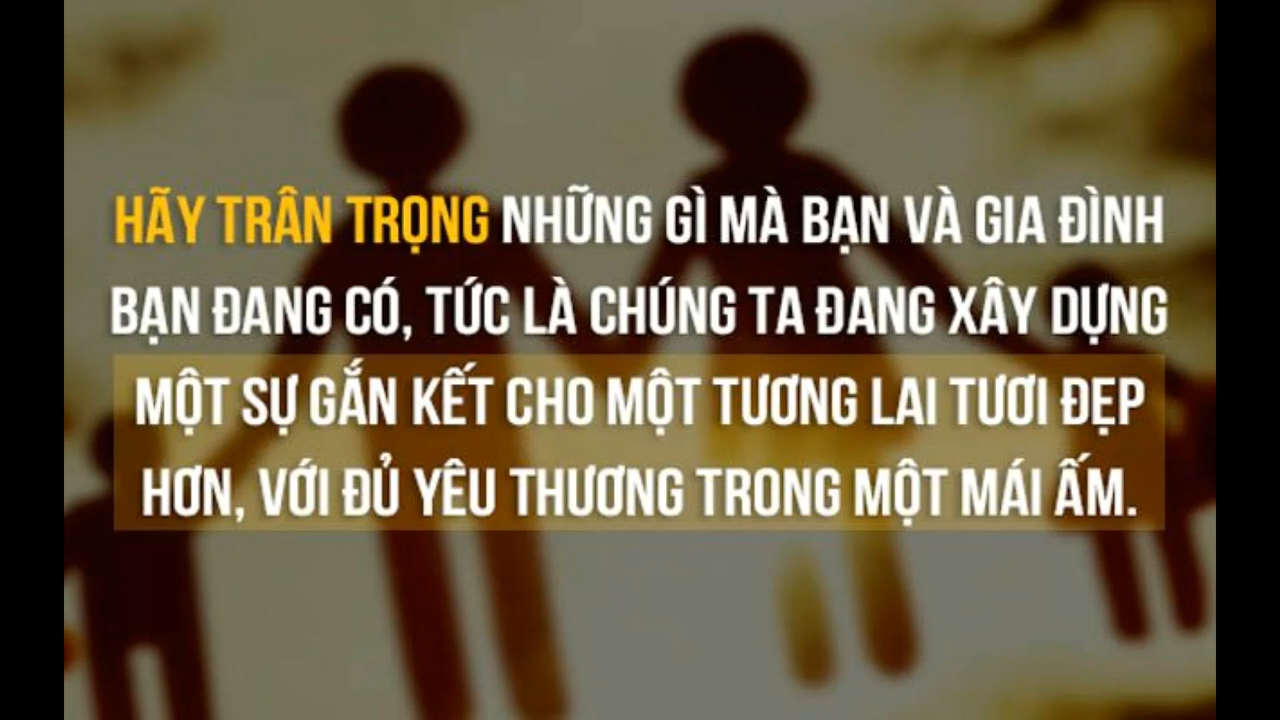 HÃY TRÂN TRỌNG NHỮNG GÌ MÀ BẠN VÀ GIA ĐÌNH
BẠN ĐANG CÓ, TỨC LÀ CHÚNG TA ĐANG XÂY DỰNG
MỘT SỰ GẮN KẾT CHO MỘT TƯƠNG LAI TƯƠI ĐẸP
HƠN, VỚI ĐỦ YÊU THƯƠNG TRONG MỘT MÁI ẤM.